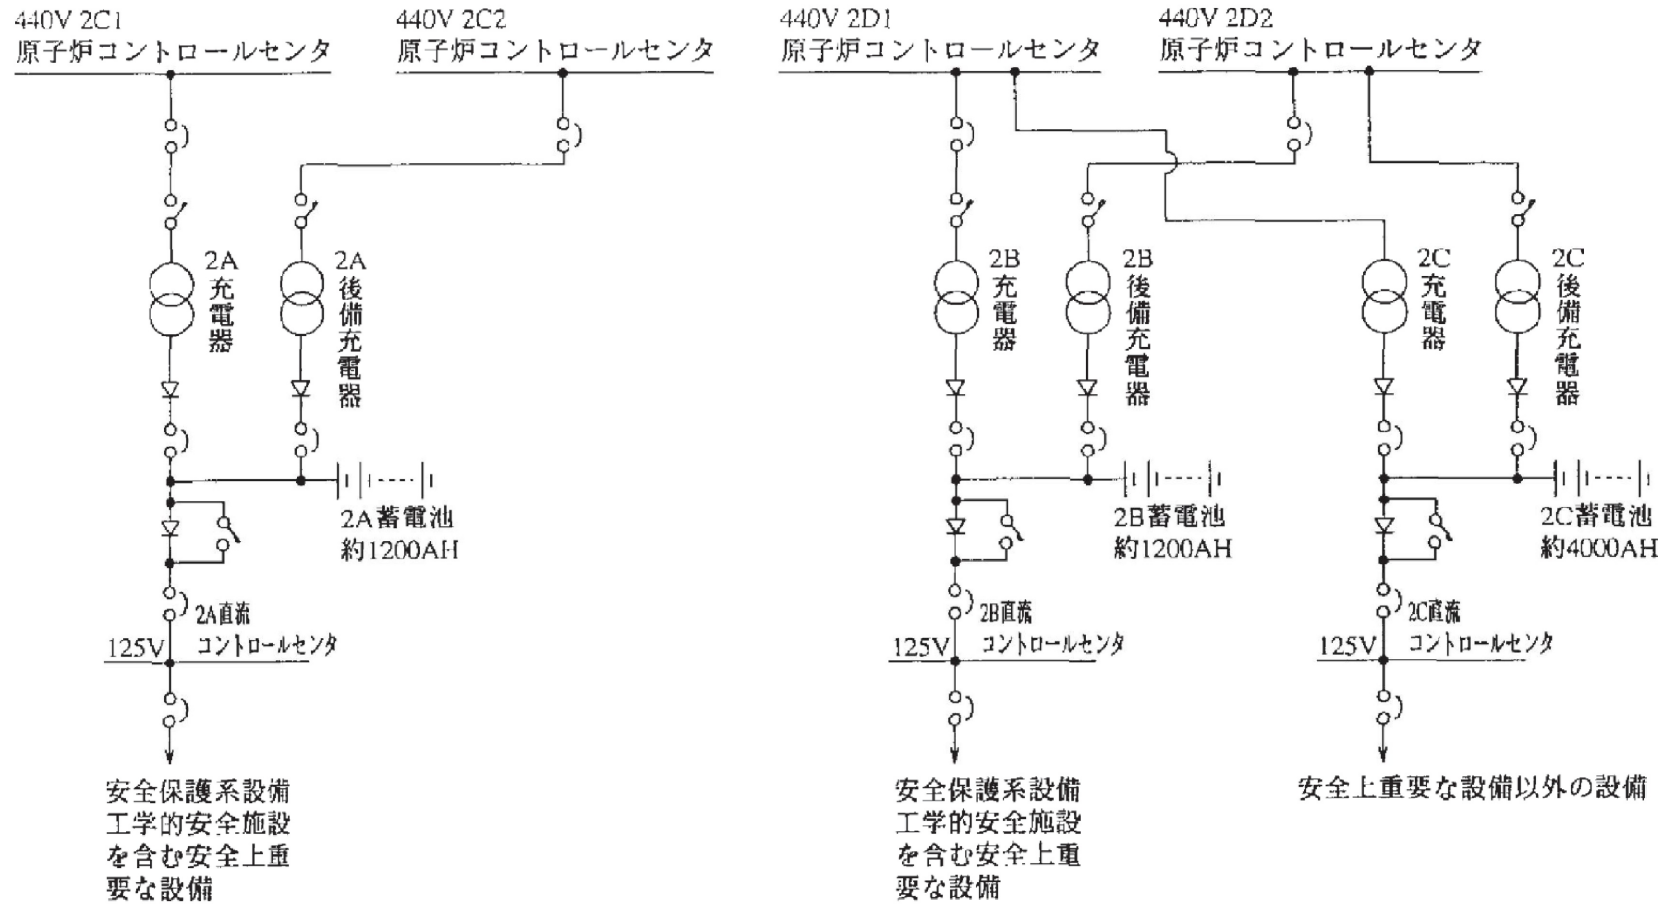 440V 2C1
原子炉コントロールセンタ
440V 2C2
原子炉コントロールセンタ
440V 2D1
原子炉コントロールセンタ
440V 2D2
原子炉コントロールセンタ
2A
充電器
2A
後備充電器
2B
充電器
2B
後備充電器
2C
充電器
2C
後備充電器
2A蓄電池
約1200AH
2B蓄電池
約1200AH
2C蓄電池
約4000AH
2A直流
コントロールセンタ
125V
2B直流
コントロールセンタ
125V
2C直流
コントロールセンタ
125V
安全保護系設備
工学的安全施設
を含む安全上重
要な設備
安全保護系設備
工学的安全施設
を含む安全上重
要な設備
安全上重要な設備以外の設備